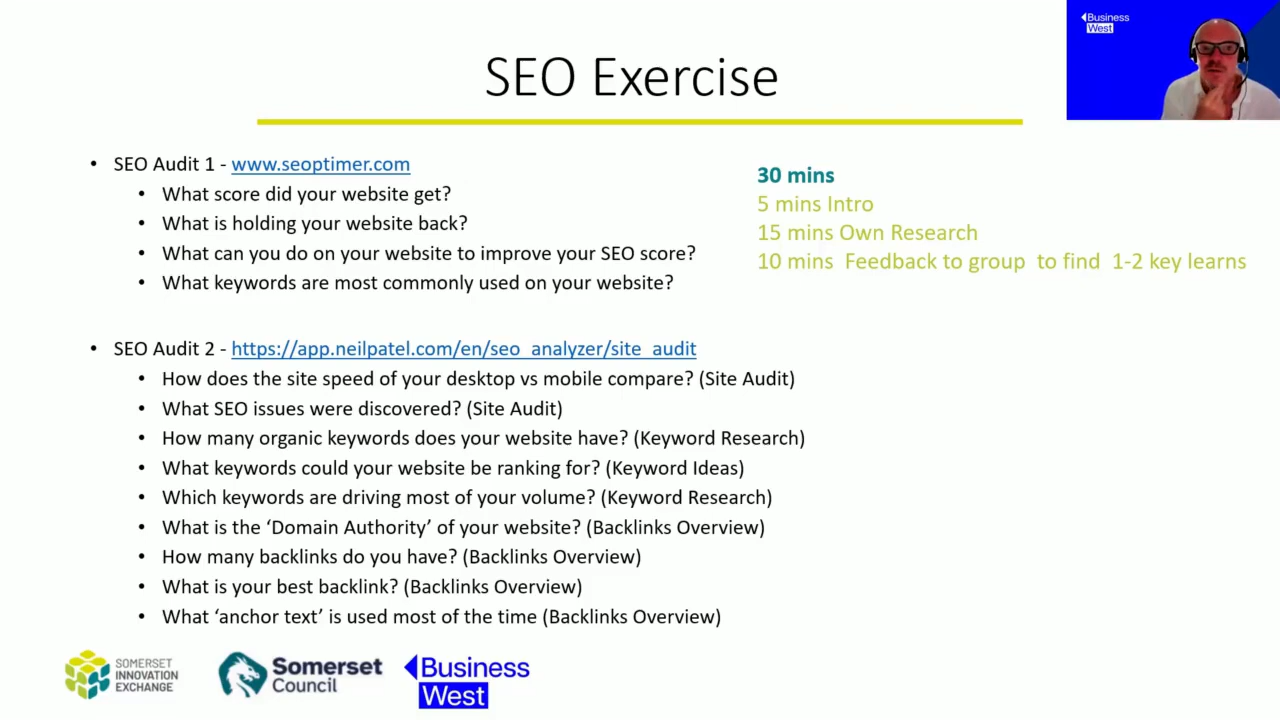 Business
West
SEO Exercise
• SEO Audit 1 - www.seoptimer.com
• What score did your website get?
• What is holding your website back?
• What can you do on your website to improve your SEO score?
• What keywords are most commonly used on your website?
30 mins
5 mins Intro
15 mins Own Research
10 mins Feedback to group to find 1-2 key learns
• SEO Audit 2 - https://app.neilpatel.com/en/seo_analyzer/site_audit
• How does the site speed of your desktop vs mobile compare? (Site Audit)
• What SEO issues were discovered? (Site Audit)
• How many organic keywords does your website have? (Keyword Research)
• What keywords could your website be ranking for? (Keyword Ideas)
• Which keywords are driving most of your volume? (Keyword Research)
• What is the ‘Domain Authority’ of your website? (Backlinks Overview)
• How many backlinks do you have? (Backlinks Overview)
• What is your best backlink? (Backlinks Overview)
• What ‘anchor text’ is used most of the time (Backlinks Overview)
SOMERSET
INNOVATION
EXCHANGE
Somerset
Council
Business
West